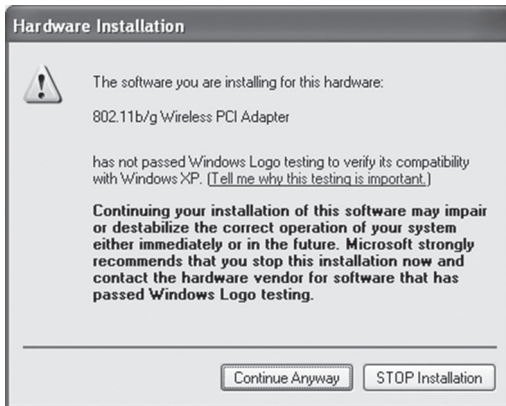 Hardware Installation
The software you are installing for this hardware:
802.11b/g Wireless PCI Adapter
has not passed Windows Logo testing to verify its compatibility
with Windows XP. (Tell me why this testing is important.)
Continuing your installation of this software may impair
or destabilize the correct operation of your system
either immediately or in the future. Microsoft strongly
recommends that you stop this installation now and
contact the hardware vendor for software that has
passed Windows Logo testing.
Continue Anyway STOP Installation